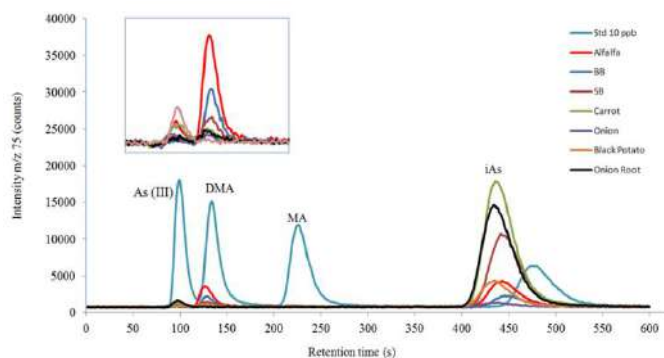 40000
35000
30000
25000
20000
15000
10000
5000
0
Intensity m/z 75 (counts)
As (III)
DMA
MA
iAs
Std 10 ppb
Alfalfa
BB
SB
Carrot
Onion
Black Potato
Onion Root
0 50 100 150 200 250 300 350 400 450 500 550 600
Retention time (s)